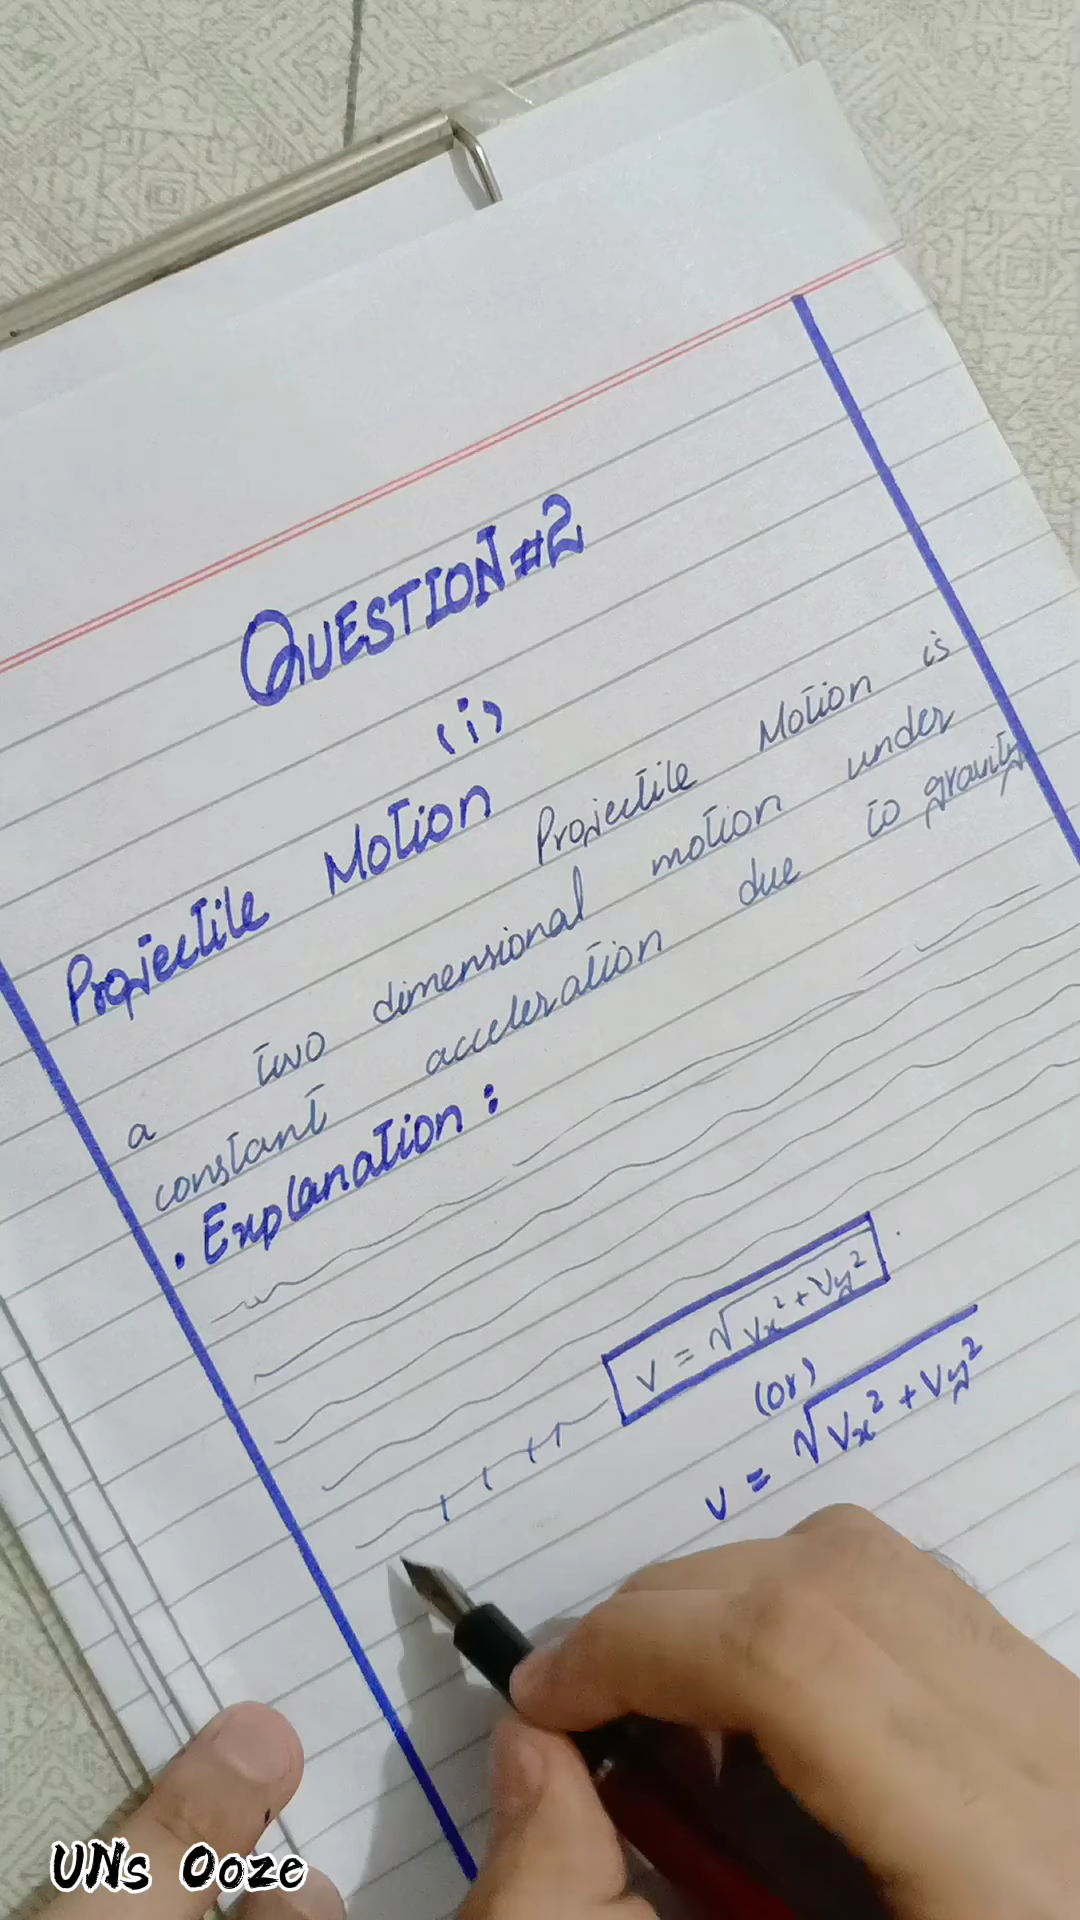 QUESTION #2
(i)
Projectile Motion Projectile Motion is
a two dimensional motion under
constant acceleration due to gravity
• Explanation :
v = √Vx² + Vy²
(or)
v = √Vx² + Vy²
UNs Ooze